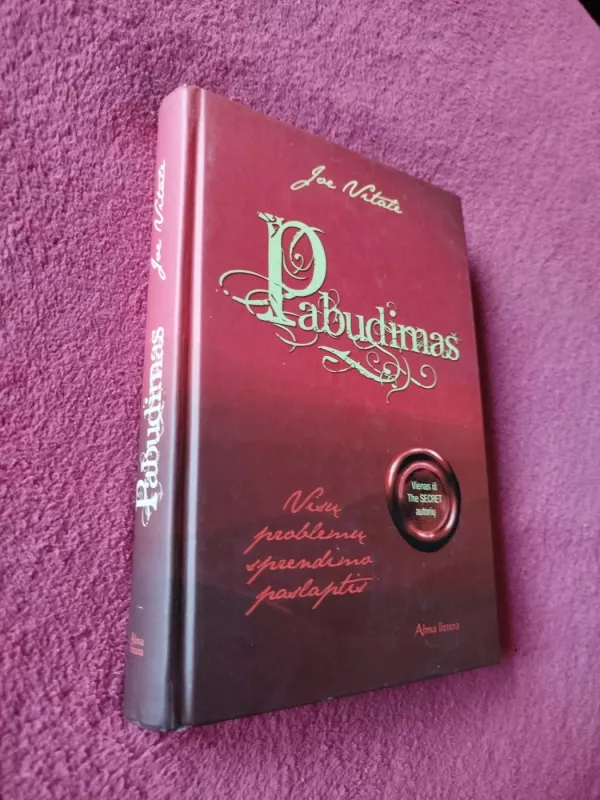 Joe Vitale
Pabudimas
Joe Vitale
Pabudimas
Vienas iš
The SECRET
autorių
Visų
problemų
sprendimo
paslaptis
Alma littera
Alma
littera